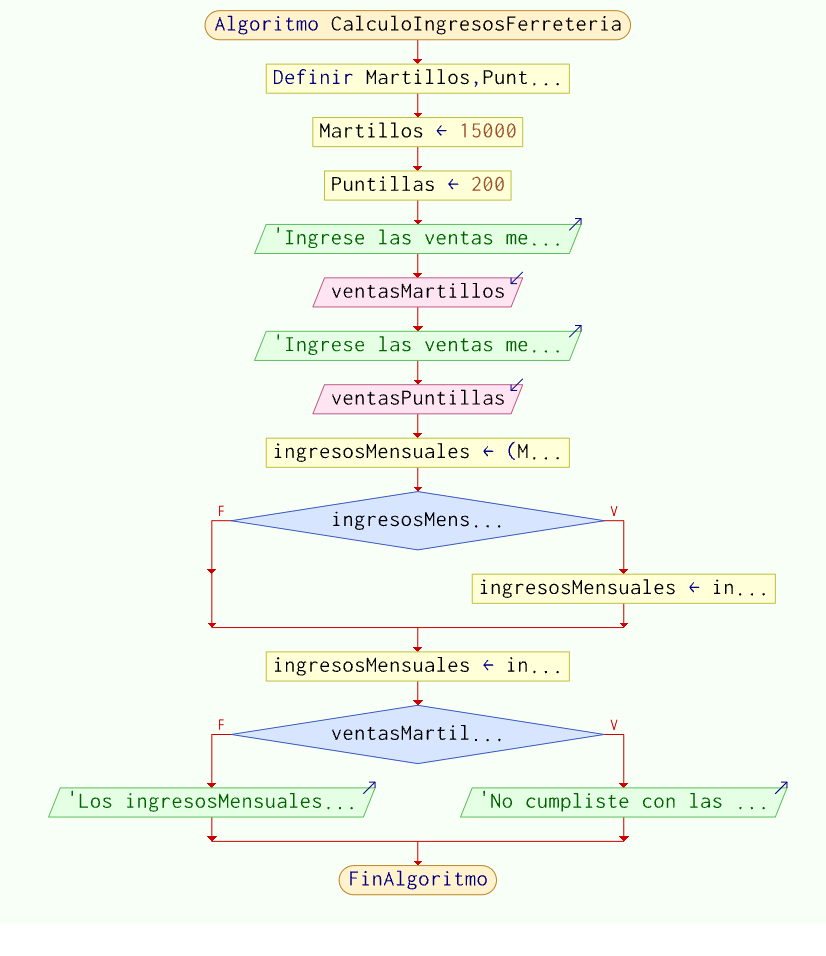 Algoritmo CalculoIngresosFerreteria
Definir Martillos,Punt...
Martillos ← 15000
Puntillas ← 200
'Ingrese las ventas me...
ventasMartillos
'Ingrese las ventas me...
ventasPuntillas
ingresosMensuales ← (M...
F
V
ingresosMens...
ingresosMensuales ← in...
ingresosMensuales ← in...
F
V
ventasMartil...
'Los ingresosMensuales...
'No cumpliste con las ...
FinAlgoritmo